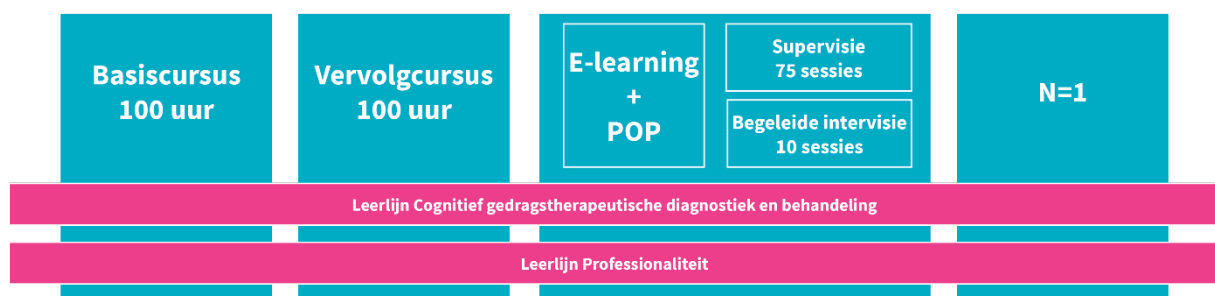 Basiscursus
100 uur
Vervolgcursus
100 uur
E-learning
+
POP
Supervisie
75 sessies
Begeleide intervisie
10 sessies
N=1
Leerlijn Cognitief gedragstherapeutische diagnostiek en behandeling
Leerlijn Professionaliteit